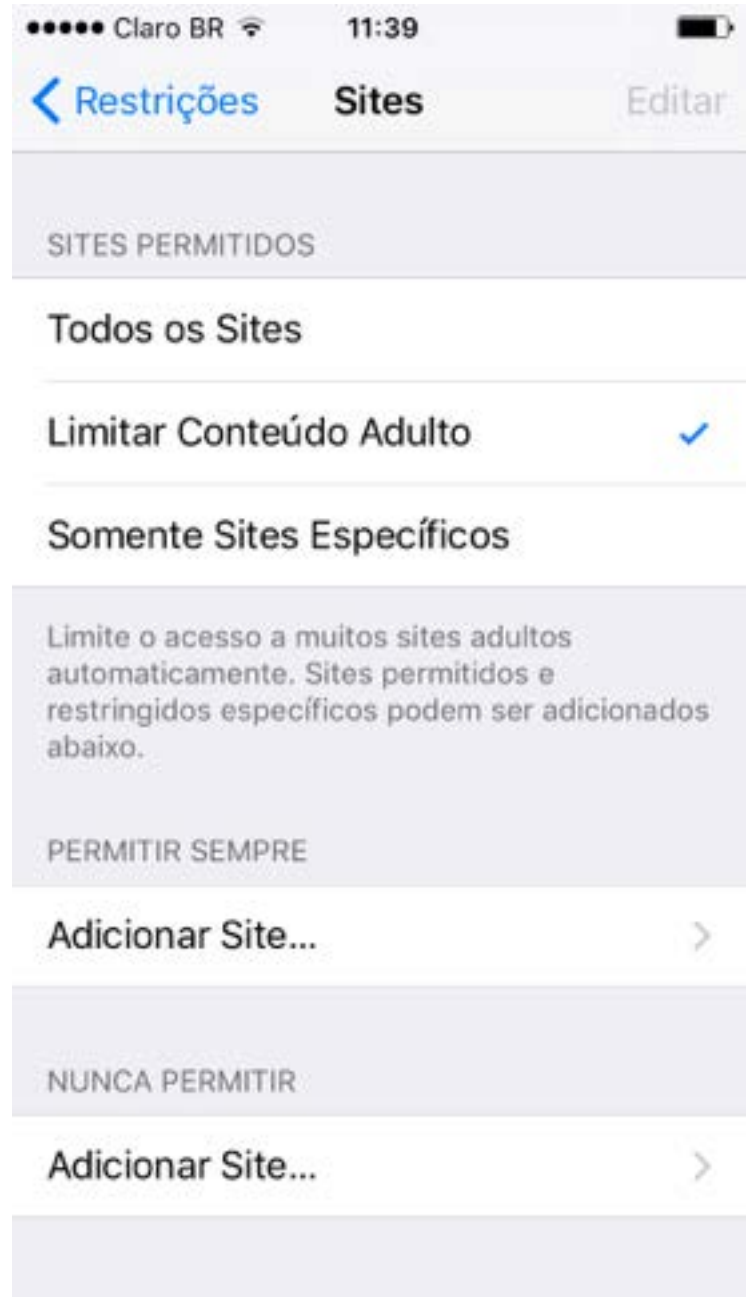 ●●●●● Claro BR 11:39
Restrições Sites Editar
SITES PERMITIDOS
Todos os Sites
Limitar Conteúdo Adulto
Somente Sites Específicos
Limite o acesso a muitos sites adultos
automaticamente. Sites permitidos e
restringidos específicos podem ser adicionados
abaixo.
PERMITIR SEMPRE
Adicionar Site...
NUNCA PERMITIR
Adicionar Site...